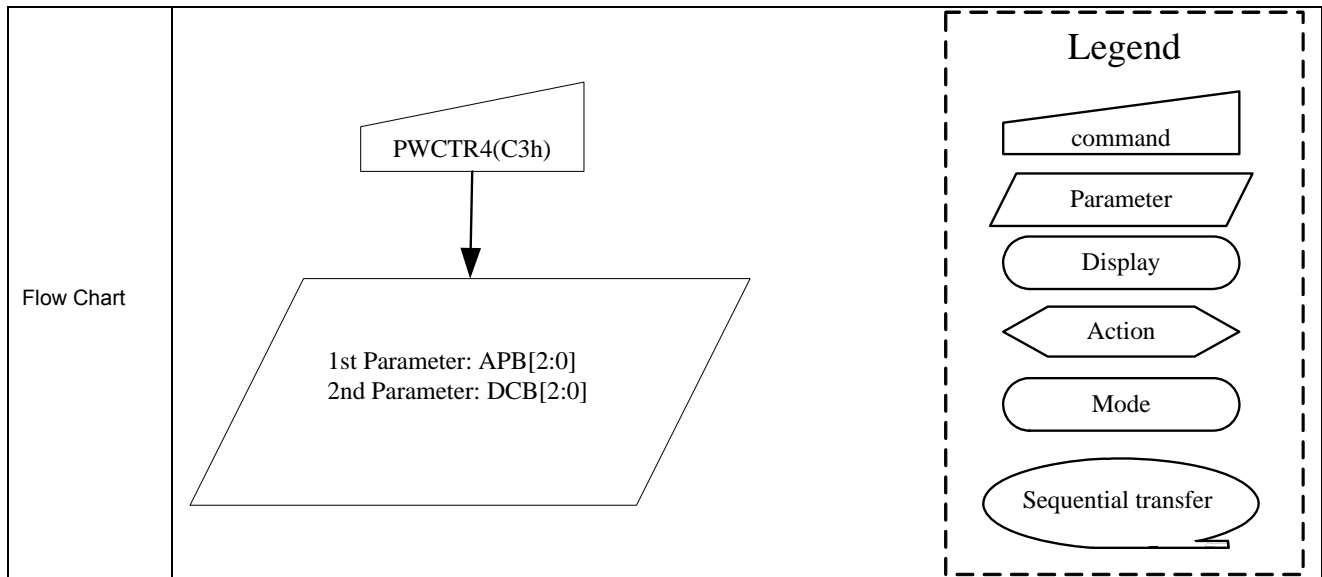 Flow Chart
PWCTR4(C3h)
1st Parameter: APB[2:0]
2nd Parameter: DCB[2:0]
Legend
command
Parameter
Display
Action
Mode
Sequential transfer